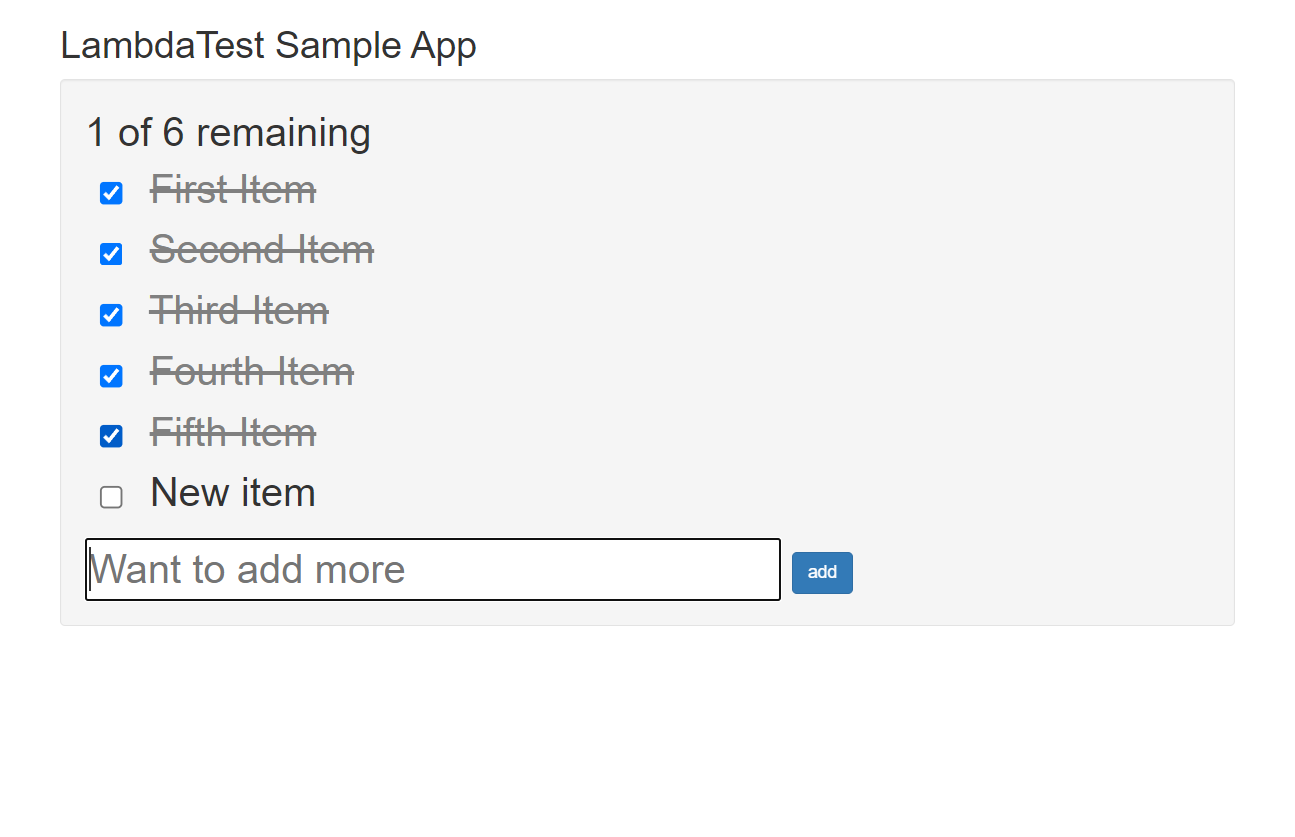 LambdaTest Sample App
1 of 6 remaining
First Item
Second Item
Third Item
Fourth Item
Fifth Item
New item
Want to add more
add